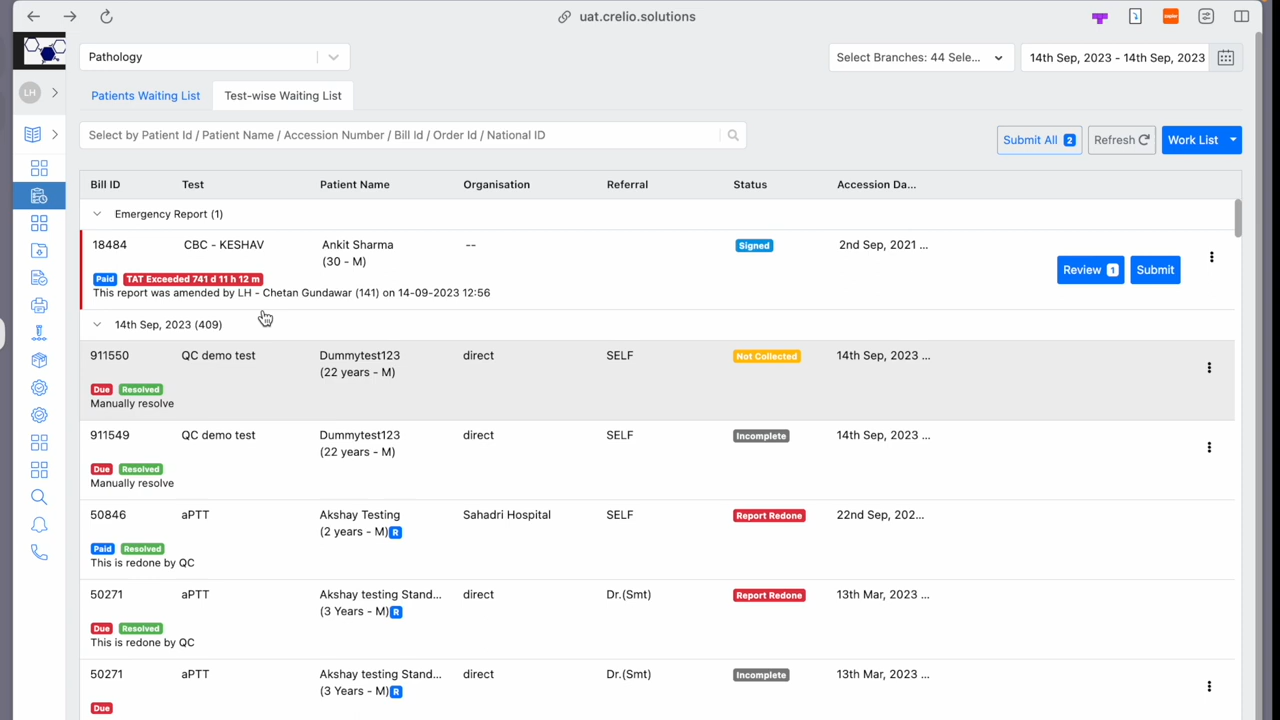 uat.crelio.solutions
Pathology
Select Branches: 44 Sele...
14th Sep, 2023 - 14th Sep, 2023
LH
Patients Waiting List
Test-wise Waiting List
Select by Patient Id / Patient Name / Accession Number / Bill Id / Order Id / National ID
Submit All 2
Refresh
Work List
Bill ID Test Patient Name Organisation Referral Status Accession Da...
Emergency Report (1)
18484 CBC - KESHAV Ankit Sharma -- Signed 2nd Sep, 2021 ...
(30 - M)
Review 1 Submit
Paid TAT Exceeded 741 d 11 h 12 m
This report was amended by LH - Chetan Gundawar (141) on 14-09-2023 12:56
14th Sep, 2023 (409)
911550 QC demo test Dummytest123 direct SELF Not Collected 14th Sep, 2023 ...
(22 years - M)
Due Resolved
Manually resolve
911549 QC demo test Dummytest123 direct SELF Incomplete 14th Sep, 2023 ...
(22 years - M)
Due Resolved
Manually resolve
50846 aPTT Akshay Testing Sahadri Hospital SELF Report Redone 22nd Sep, 202...
(2 years - M) R
Paid Resolved
This is redone by QC
50271 aPTT Akshay testing Stand... direct Dr.(Smt) Report Redone 13th Mar, 2023 ...
(3 Years - M) R
Due Resolved
This is redone by QC
50271 aPTT Akshay testing Stand... direct Dr.(Smt) Incomplete 13th Mar, 2023 ...
(3 Years - M) R
Due